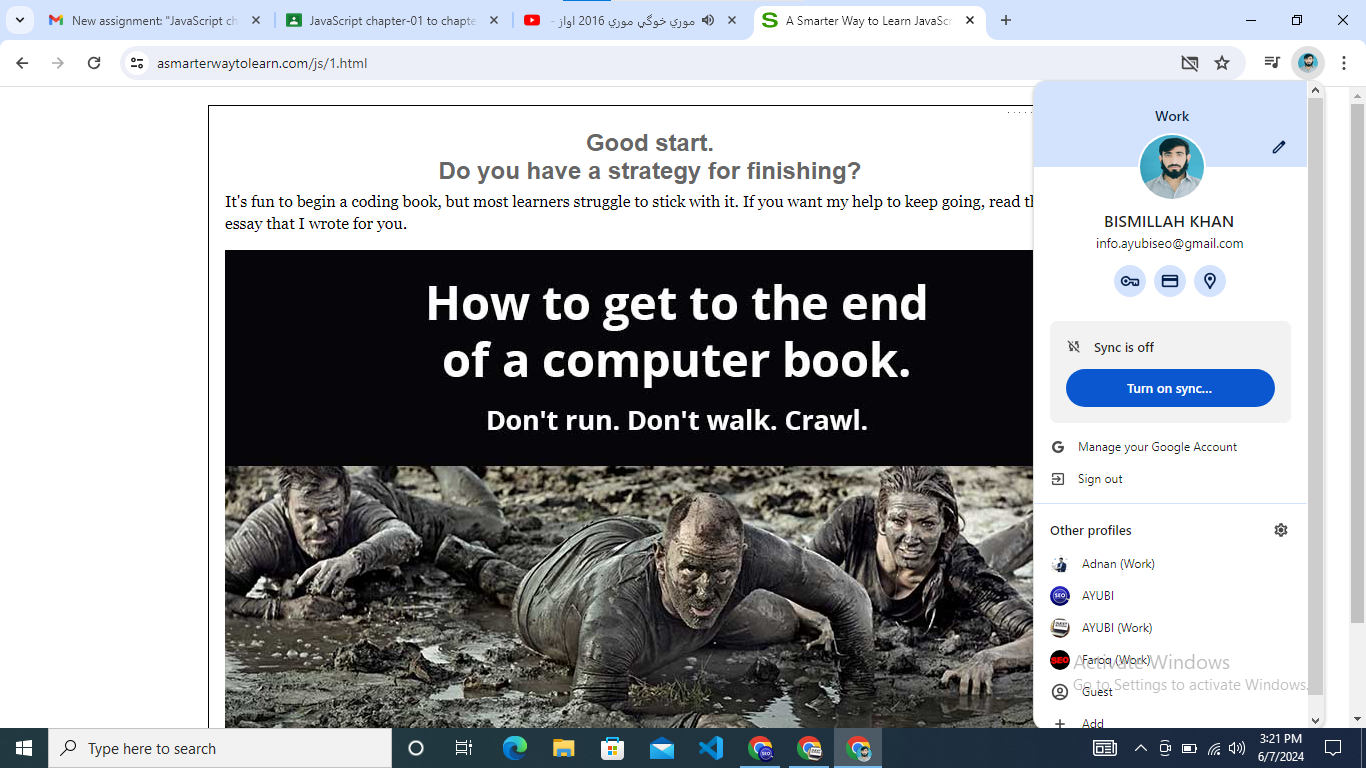 New assignment: "JavaScript ch
JavaScript chapter-01 to chapte
موري خوګي موري 2016 اواز -
A Smarter Way to Learn JavaScr
asmarterwaytolearn.com/js/1.html
Good start.
Do you have a strategy for finishing?
It's fun to begin a coding book, but most learners struggle to stick with it. If you want my help to keep going, read th
essay that I wrote for you.
How to get to the end
of a computer book.
Don't run. Don't walk. Crawl.
Work
BISMILLAH KHAN
info.ayubiseo@gmail.com
Sync is off
Turn on sync...
Manage your Google Account
Sign out
Other profiles
Adnan (Work)
SEO
AYUBI
AYUBI (Work)
SEO
Faroq (Work)
Guest
Add
Activate Windows
Go to Settings to activate Windows.
Type here to search
SEO
3:21 PM
6/7/2024